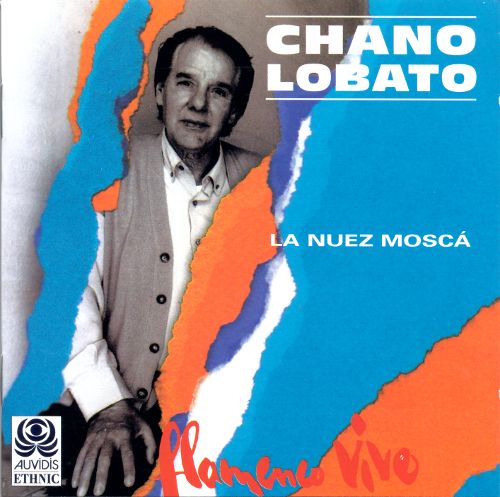 CHANO
LOBATO
LA NUEZ MOSCÁ
flamenco vivo
AUVIDIS
ETHNIC